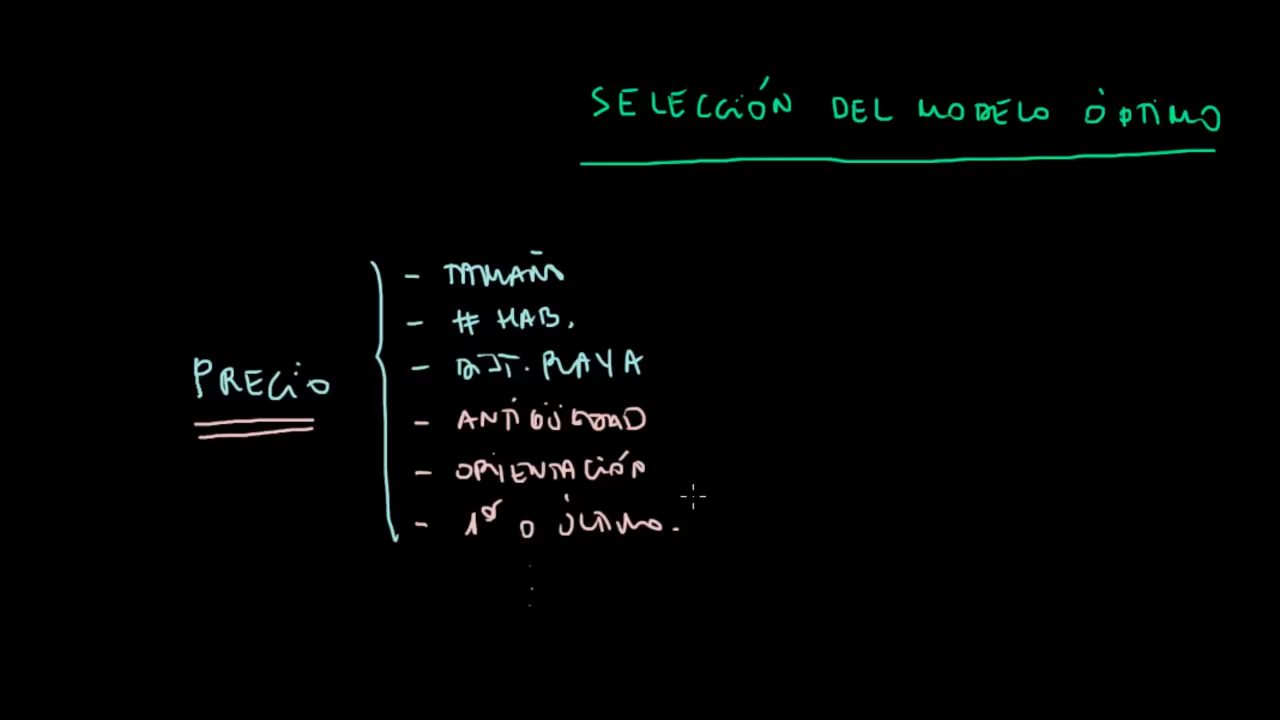 SELECCIÓN DEL MODELO ÓPTIMO
PRECIO
- TAMAÑO
- # HAB.
- DIST. PLAYA
- ANTIGÜEDAD
- ORIENTACIÓN
- 1º O ÚLTIMO.